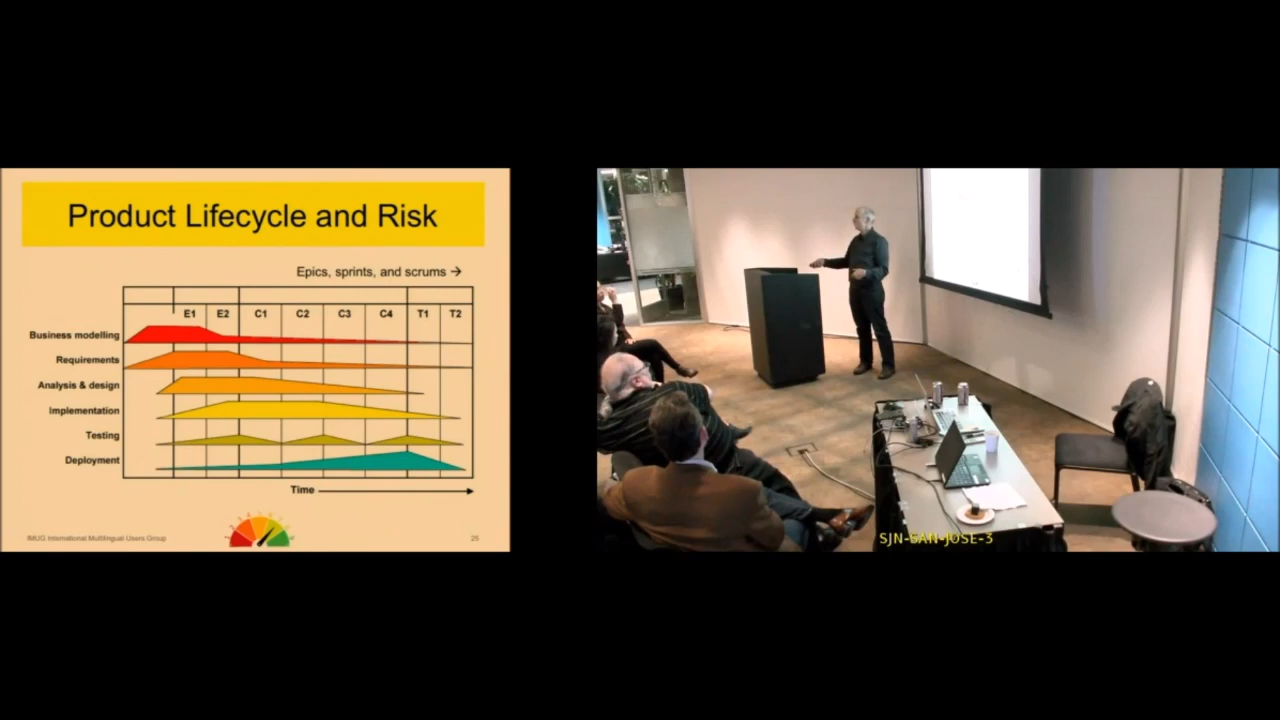 Product Lifecycle and Risk
Epics, sprints, and scrums →
E1 E2 C1 C2 C3 C4 T1 T2
Business modelling
Requirements
Analysis & design
Implementation
Testing
Deployment
Time
IMUG International Multilingual Users Group
25
SJN-SAN-JOSE-3